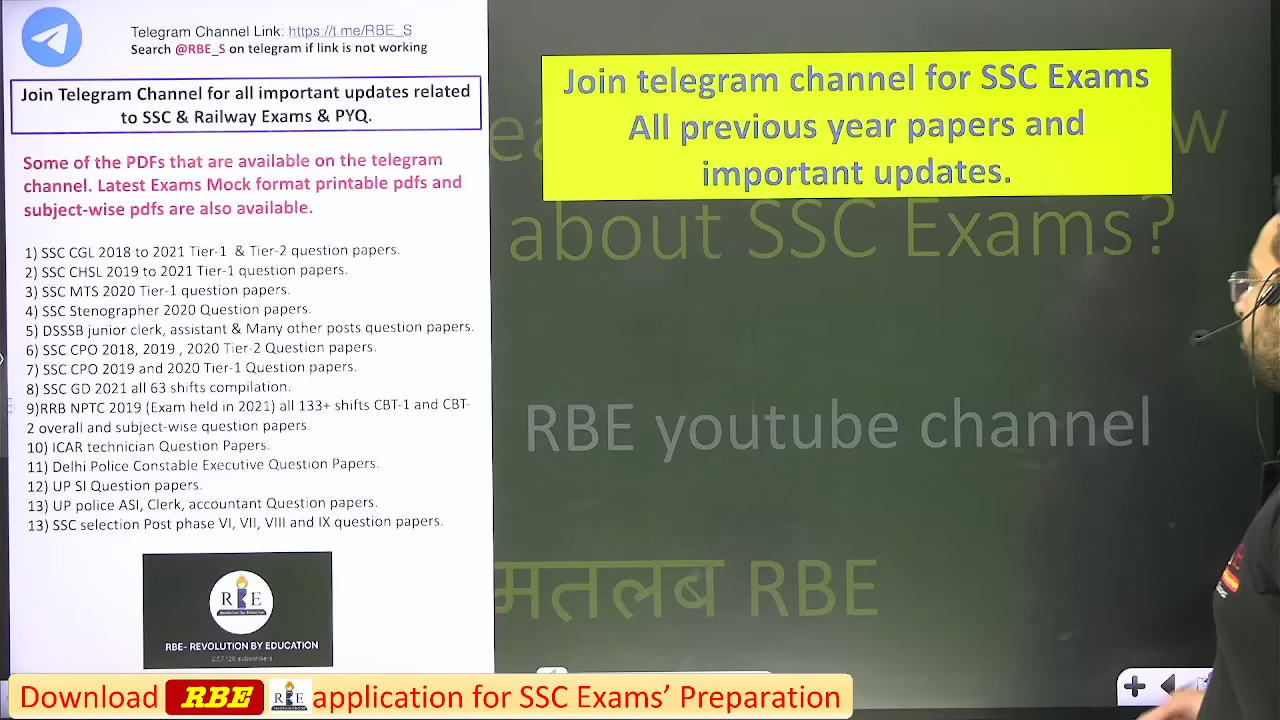 Telegram Channel Link: https://t.me/RBE_S
Search @RBE_S on telegram if link is not working
Join Telegram Channel for all important updates related
to SSC & Railway Exams & PYQ.
Some of the PDFs that are available on the telegram
channel. Latest Exams Mock format printable pdfs and
subject-wise pdfs are also available.
1) SSC CGL 2018 to 2021 Tier-1 & Tier-2 question papers.
2) SSC CHSL 2019 to 2021 Tier-1 question papers.
3) SSC MTS 2020 Tier-1 question papers.
4) SSC Stenographer 2020 Question papers.
5) DSSSB junior clerk, assistant & Many other posts question papers.
6) SSC CPO 2018, 2019 , 2020 Tier-2 Question papers.
7) SSC CPO 2019 and 2020 Tier-1 Question papers.
8) SSC GD 2021 all 63 shifts compilation.
9)RRB NPTC 2019 (Exam held in 2021) all 133+ shifts CBT-1 and CBT-
2 overall and subject-wise question papers.
10) ICAR technician Question Papers.
11) Delhi Police Constable Executive Question Papers.
12) UP SI Question papers.
13) UP police ASI, Clerk, accountant Question papers.
13) SSC selection Post phase VI, VII, VIII and IX question papers.
RBE
RBE- REVOLUTION BY EDUCATION
257,126 subscribers
Join telegram channel for SSC Exams
All previous year papers and
important updates.
about SSC Exams?
RBE youtube channel
मतलब RBE
Download RBE RBE application for SSC Exams’ Preparation